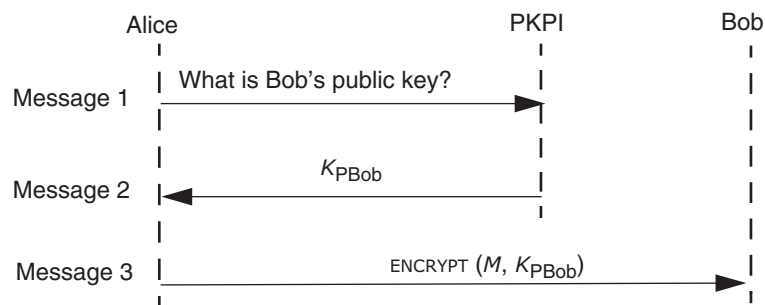 Alice PKPI Bob
Message 1 What is Bob's public key?
Message 2 KPBob
Message 3 ENCRYPT (M, KPBob)